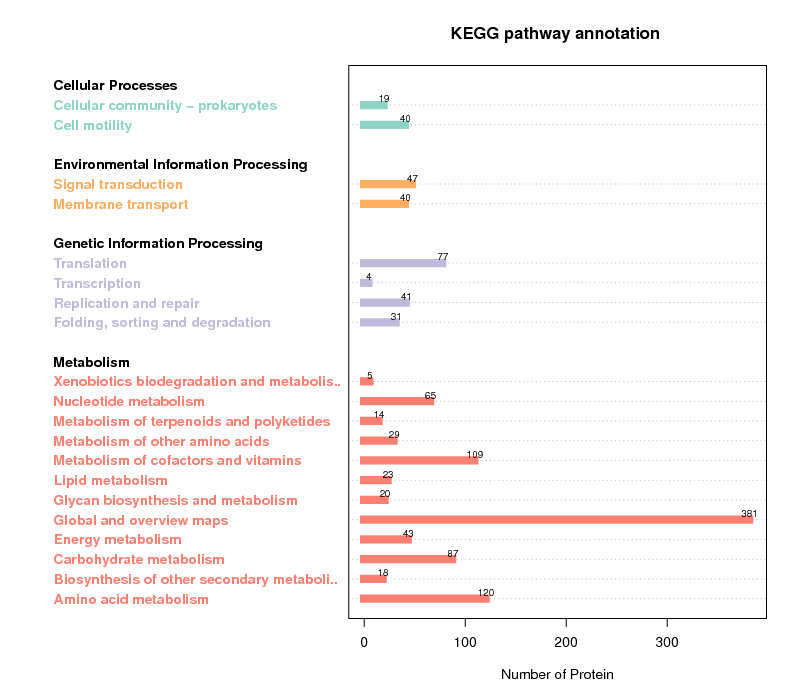 KEGG pathway annotation
Cellular Processes
Cellular community − prokaryotes 19
Cell motility 40
Environmental Information Processing
Signal transduction 47
Membrane transport 40
Genetic Information Processing
Translation 77
Transcription 4
Replication and repair 41
Folding, sorting and degradation 31
Metabolism
Xenobiotics biodegradation and metabolis.. 5
Nucleotide metabolism 65
Metabolism of terpenoids and polyketides 14
Metabolism of other amino acids 29
Metabolism of cofactors and vitamins 109
Lipid metabolism 23
Glycan biosynthesis and metabolism 20
Global and overview maps 381
Energy metabolism 43
Carbohydrate metabolism 87
Biosynthesis of other secondary metaboli.. 18
Amino acid metabolism 120
0 100 200 300
Number of Protein